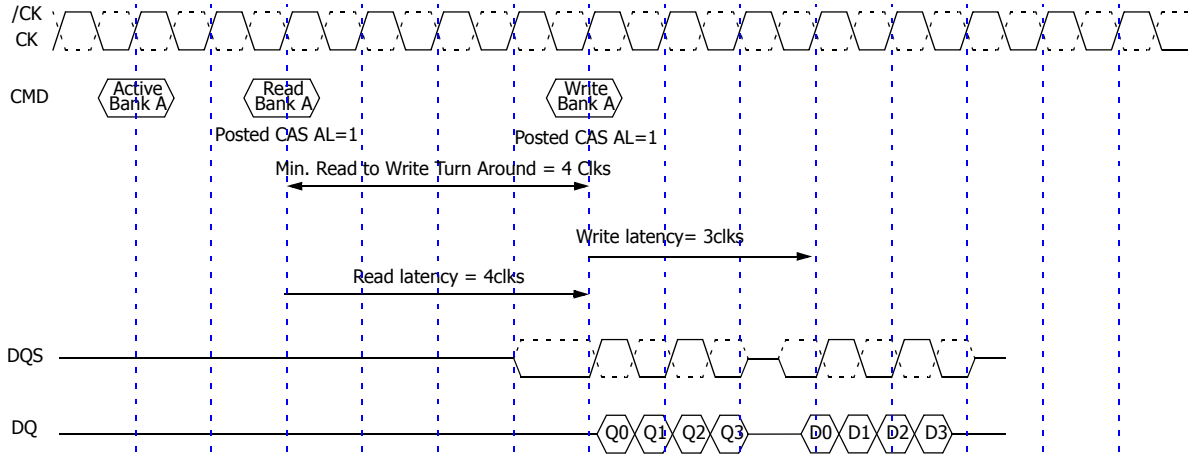 /CK
CK
CMD
Active
Bank A
Read
Bank A
Write
Bank A
Posted CAS AL=1
Posted CAS AL=1
Min. Read to Write Turn Around = 4 Clks
Write latency= 3clks
Read latency = 4clks
DQS
DQ
Q0 Q1 Q2 Q3 D0 D1 D2 D3